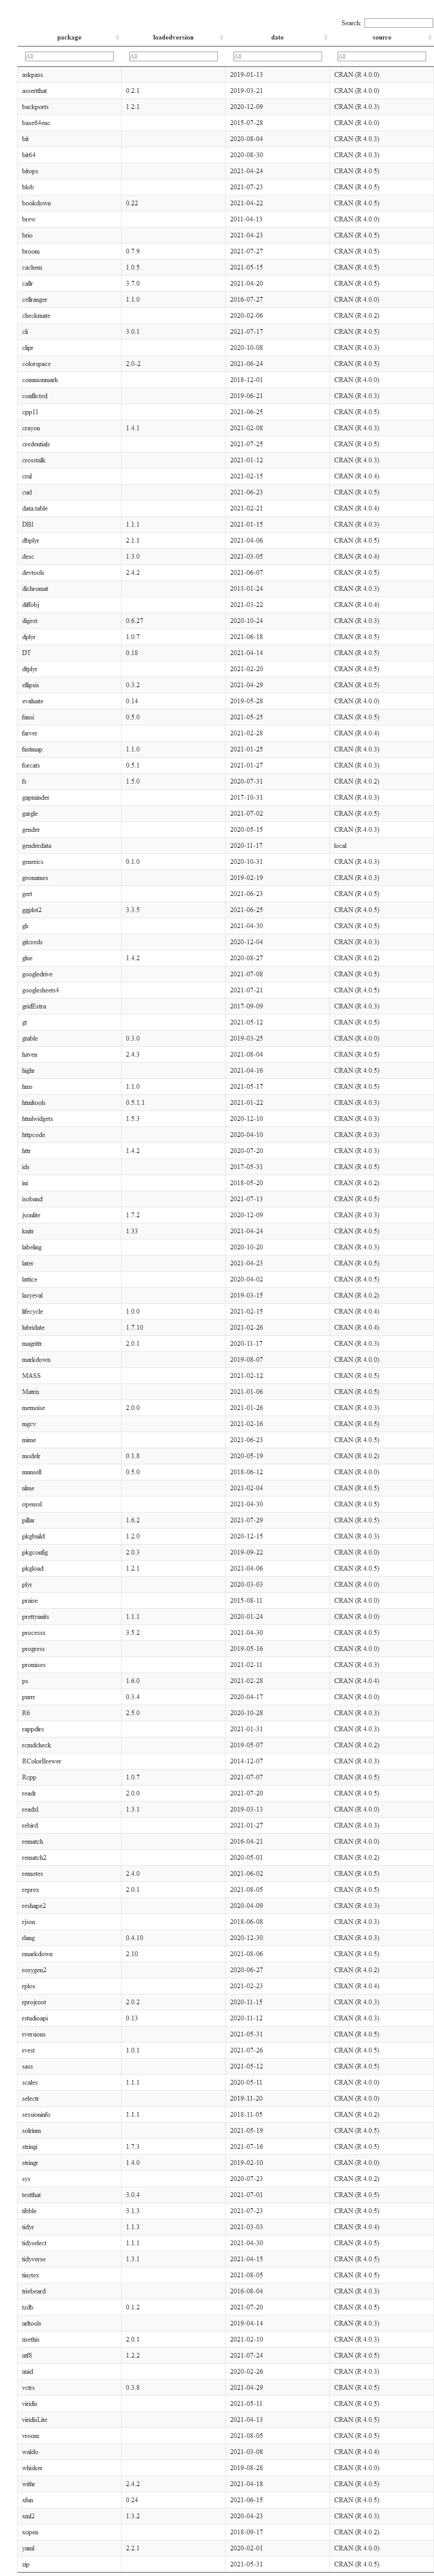 Search:
package loadedversion date source
All All All All
askpass 2019-01-13 CRAN (R 4.0.0)
assertthat 0.2.1 2019-03-21 CRAN (R 4.0.0)
backports 1.2.1 2020-12-09 CRAN (R 4.0.3)
base64enc 2015-07-28 CRAN (R 4.0.0)
bit 2020-08-04 CRAN (R 4.0.3)
bit64 2020-08-30 CRAN (R 4.0.3)
bitops 2021-04-24 CRAN (R 4.0.5)
blob 2021-07-23 CRAN (R 4.0.5)
bookdown 0.22 2021-04-22 CRAN (R 4.0.5)
brew 2011-04-13 CRAN (R 4.0.0)
brio 2021-04-23 CRAN (R 4.0.5)
broom 0.7.9 2021-07-27 CRAN (R 4.0.5)
cachem 1.0.5 2021-05-15 CRAN (R 4.0.5)
callr 3.7.0 2021-04-20 CRAN (R 4.0.5)
cellranger 1.1.0 2016-07-27 CRAN (R 4.0.0)
checkmate 2020-02-06 CRAN (R 4.0.2)
cli 3.0.1 2021-07-17 CRAN (R 4.0.5)
clipr 2020-10-08 CRAN (R 4.0.3)
colorspace 2.0-2 2021-06-24 CRAN (R 4.0.5)
commonmark 2018-12-01 CRAN (R 4.0.0)
conflicted 2019-06-21 CRAN (R 4.0.3)
cpp11 2021-06-25 CRAN (R 4.0.5)
crayon 1.4.1 2021-02-08 CRAN (R 4.0.3)
credentials 2021-07-25 CRAN (R 4.0.5)
crosstalk 2021-01-12 CRAN (R 4.0.3)
crul 2021-02-15 CRAN (R 4.0.4)
curl 2021-06-23 CRAN (R 4.0.5)
data.table 2021-02-21 CRAN (R 4.0.4)
DBI 1.1.1 2021-01-15 CRAN (R 4.0.3)
dbplyr 2.1.1 2021-04-06 CRAN (R 4.0.5)
desc 1.3.0 2021-03-05 CRAN (R 4.0.4)
devtools 2.4.2 2021-06-07 CRAN (R 4.0.5)
dichromat 2013-01-24 CRAN (R 4.0.3)
diffobj 2021-03-22 CRAN (R 4.0.4)
digest 0.6.27 2020-10-24 CRAN (R 4.0.3)
dplyr 1.0.7 2021-06-18 CRAN (R 4.0.5)
DT 0.18 2021-04-14 CRAN (R 4.0.5)
dtplyr 2021-02-20 CRAN (R 4.0.5)
ellipsis 0.3.2 2021-04-29 CRAN (R 4.0.5)
evaluate 0.14 2019-05-28 CRAN (R 4.0.0)
fansi 0.5.0 2021-05-25 CRAN (R 4.0.5)
farver 2021-02-28 CRAN (R 4.0.4)
fastmap 1.1.0 2021-01-25 CRAN (R 4.0.3)
forcats 0.5.1 2021-01-27 CRAN (R 4.0.3)
fs 1.5.0 2020-07-31 CRAN (R 4.0.2)
gapminder 2017-10-31 CRAN (R 4.0.3)
gargle 2021-07-02 CRAN (R 4.0.5)
gender 2020-05-15 CRAN (R 4.0.3)
genderdata 2020-11-17 local
generics 0.1.0 2020-10-31 CRAN (R 4.0.3)
geonames 2019-02-19 CRAN (R 4.0.3)
gert 2021-06-23 CRAN (R 4.0.5)
ggplot2 3.3.5 2021-06-25 CRAN (R 4.0.5)
gh 2021-04-30 CRAN (R 4.0.5)
gitcreds 2020-12-04 CRAN (R 4.0.3)
glue 1.4.2 2020-08-27 CRAN (R 4.0.2)
googledrive 2021-07-08 CRAN (R 4.0.5)
googlesheets4 2021-07-21 CRAN (R 4.0.5)
gridExtra 2017-09-09 CRAN (R 4.0.3)
gt 2021-05-12 CRAN (R 4.0.5)
gtable 0.3.0 2019-03-25 CRAN (R 4.0.0)
haven 2.4.3 2021-08-04 CRAN (R 4.0.5)
highr 2021-04-16 CRAN (R 4.0.5)
hms 1.1.0 2021-05-17 CRAN (R 4.0.5)
htmltools 0.5.1.1 2021-01-22 CRAN (R 4.0.3)
htmlwidgets 1.5.3 2020-12-10 CRAN (R 4.0.3)
httpcode 2020-04-10 CRAN (R 4.0.3)
httr 1.4.2 2020-07-20 CRAN (R 4.0.3)
ids 2017-05-31 CRAN (R 4.0.5)
ini 2018-05-20 CRAN (R 4.0.2)
isoband 2021-07-13 CRAN (R 4.0.5)
jsonlite 1.7.2 2020-12-09 CRAN (R 4.0.3)
knitr 1.33 2021-04-24 CRAN (R 4.0.5)
labeling 2020-10-20 CRAN (R 4.0.3)
later 2021-04-23 CRAN (R 4.0.5)
lattice 2020-04-02 CRAN (R 4.0.5)
lazyeval 2019-03-15 CRAN (R 4.0.2)
lifecycle 1.0.0 2021-02-15 CRAN (R 4.0.4)
lubridate 1.7.10 2021-02-26 CRAN (R 4.0.4)
magrittr 2.0.1 2020-11-17 CRAN (R 4.0.3)
markdown 2019-08-07 CRAN (R 4.0.0)
MASS 2021-02-12 CRAN (R 4.0.5)
Matrix 2021-01-06 CRAN (R 4.0.5)
memoise 2.0.0 2021-01-26 CRAN (R 4.0.3)
mgcv 2021-02-16 CRAN (R 4.0.5)
mime 2021-06-23 CRAN (R 4.0.5)
modelr 0.1.8 2020-05-19 CRAN (R 4.0.2)
munsell 0.5.0 2018-06-12 CRAN (R 4.0.0)
nlme 2021-02-04 CRAN (R 4.0.5)
openssl 2021-04-30 CRAN (R 4.0.5)
pillar 1.6.2 2021-07-29 CRAN (R 4.0.5)
pkgbuild 1.2.0 2020-12-15 CRAN (R 4.0.3)
pkgconfig 2.0.3 2019-09-22 CRAN (R 4.0.0)
pkgload 1.2.1 2021-04-06 CRAN (R 4.0.5)
plyr 2020-03-03 CRAN (R 4.0.0)
praise 2015-08-11 CRAN (R 4.0.0)
prettyunits 1.1.1 2020-01-24 CRAN (R 4.0.0)
processx 3.5.2 2021-04-30 CRAN (R 4.0.5)
progress 2019-05-16 CRAN (R 4.0.0)
promises 2021-02-11 CRAN (R 4.0.3)
ps 1.6.0 2021-02-28 CRAN (R 4.0.4)
purrr 0.3.4 2020-04-17 CRAN (R 4.0.0)
R6 2.5.0 2020-10-28 CRAN (R 4.0.3)
rappdirs 2021-01-31 CRAN (R 4.0.3)
rcmdcheck 2019-05-07 CRAN (R 4.0.2)
RColorBrewer 2014-12-07 CRAN (R 4.0.3)
Rcpp 1.0.7 2021-07-07 CRAN (R 4.0.5)
readr 2.0.0 2021-07-20 CRAN (R 4.0.5)
readxl 1.3.1 2019-03-13 CRAN (R 4.0.0)
rebird 2021-01-27 CRAN (R 4.0.3)
rematch 2016-04-21 CRAN (R 4.0.0)
rematch2 2020-05-01 CRAN (R 4.0.2)
remotes 2.4.0 2021-06-02 CRAN (R 4.0.5)
reprex 2.0.1 2021-08-05 CRAN (R 4.0.5)
reshape2 2020-04-09 CRAN (R 4.0.3)
rjson 2018-06-08 CRAN (R 4.0.3)
rlang 0.4.10 2020-12-30 CRAN (R 4.0.3)
rmarkdown 2.10 2021-08-06 CRAN (R 4.0.5)
roxygen2 2020-06-27 CRAN (R 4.0.2)
rplos 2021-02-23 CRAN (R 4.0.4)
rprojroot 2.0.2 2020-11-15 CRAN (R 4.0.3)
rstudioapi 0.13 2020-11-12 CRAN (R 4.0.3)
rversions 2021-05-31 CRAN (R 4.0.5)
rvest 1.0.1 2021-07-26 CRAN (R 4.0.5)
sass 2021-05-12 CRAN (R 4.0.5)
scales 1.1.1 2020-05-11 CRAN (R 4.0.0)
selectr 2019-11-20 CRAN (R 4.0.0)
sessioninfo 1.1.1 2018-11-05 CRAN (R 4.0.2)
solrium 2021-05-19 CRAN (R 4.0.5)
stringi 1.7.3 2021-07-16 CRAN (R 4.0.5)
stringr 1.4.0 2019-02-10 CRAN (R 4.0.0)
sys 2020-07-23 CRAN (R 4.0.2)
testthat 3.0.4 2021-07-01 CRAN (R 4.0.5)
tibble 3.1.3 2021-07-23 CRAN (R 4.0.5)
tidyr 1.1.3 2021-03-03 CRAN (R 4.0.4)
tidyselect 1.1.1 2021-04-30 CRAN (R 4.0.5)
tidyverse 1.3.1 2021-04-15 CRAN (R 4.0.5)
tinytex 2021-08-05 CRAN (R 4.0.5)
triebeard 2016-08-04 CRAN (R 4.0.3)
tzdb 0.1.2 2021-07-20 CRAN (R 4.0.5)
urltools 2019-04-14 CRAN (R 4.0.3)
usethis 2.0.1 2021-02-10 CRAN (R 4.0.3)
utf8 1.2.2 2021-07-24 CRAN (R 4.0.5)
uuid 2020-02-26 CRAN (R 4.0.3)
vctrs 0.3.8 2021-04-29 CRAN (R 4.0.5)
viridis 2021-05-11 CRAN (R 4.0.5)
viridisLite 2021-04-13 CRAN (R 4.0.5)
vroom 2021-08-05 CRAN (R 4.0.5)
waldo 2021-03-08 CRAN (R 4.0.4)
whisker 2019-08-28 CRAN (R 4.0.0)
withr 2.4.2 2021-04-18 CRAN (R 4.0.5)
xfun 0.24 2021-06-15 CRAN (R 4.0.5)
xml2 1.3.2 2020-04-23 CRAN (R 4.0.3)
xopen 2018-09-17 CRAN (R 4.0.2)
yaml 2.2.1 2020-02-01 CRAN (R 4.0.0)
zip 2021-05-31 CRAN (R 4.0.5)